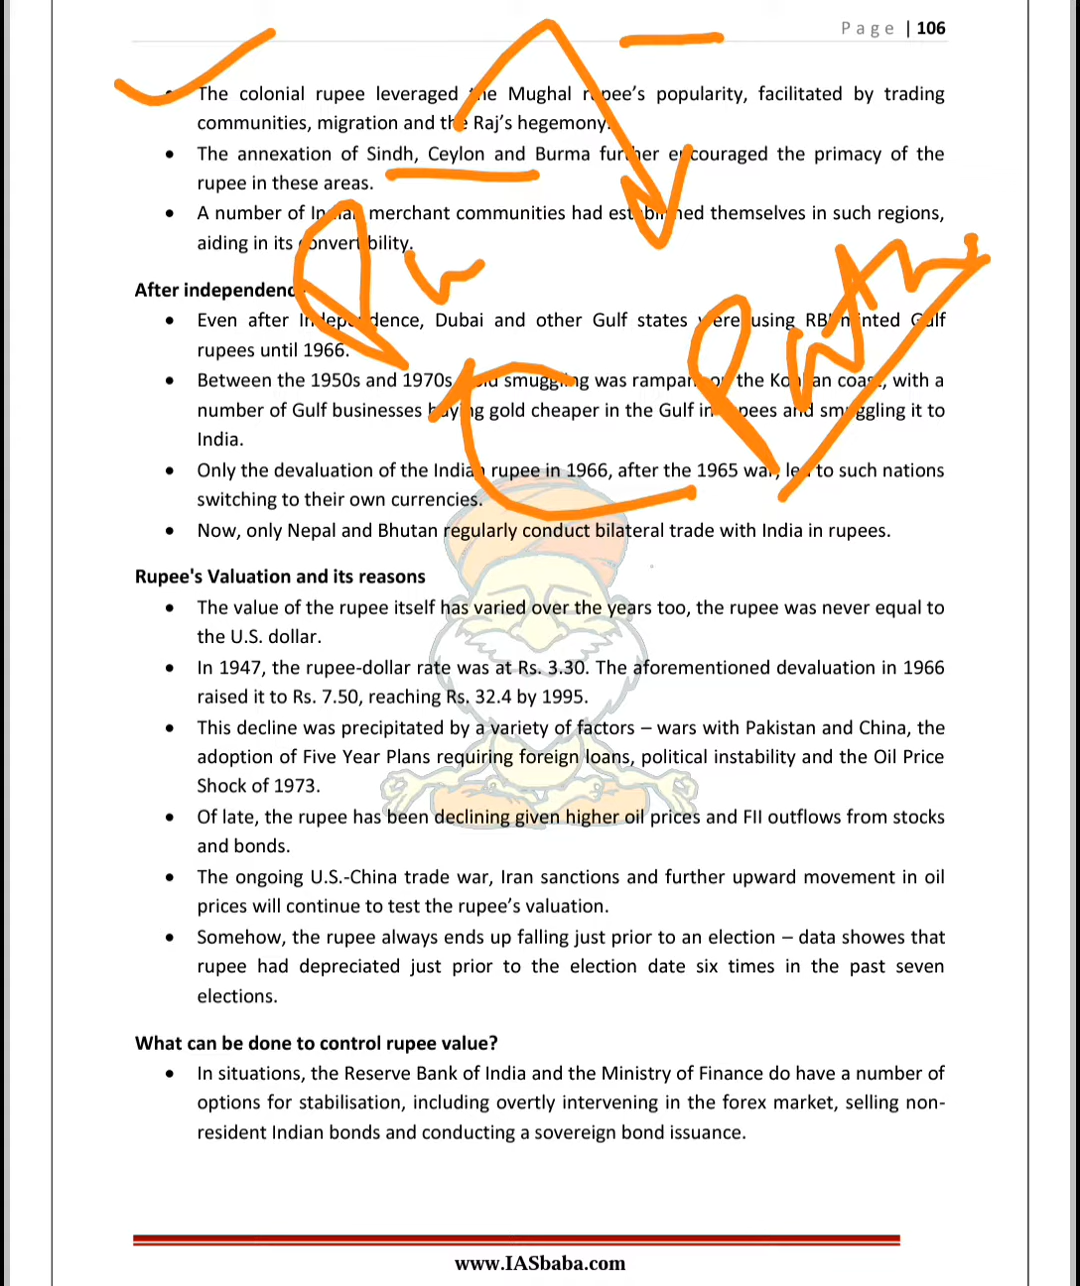 Page | 106
• The colonial rupee leveraged the Mughal rupee's popularity, facilitated by trading
communities, migration and the Raj's hegemony.
• The annexation of Sindh, Ceylon and Burma further encouraged the primacy of the
rupee in these areas.
• A number of Indian merchant communities had established themselves in such regions,
aiding in its convertibility.
After independence
• Even after Independence, Dubai and other Gulf states were using RBI-minted Gulf
rupees until 1966.
• Between the 1950s and 1970s, gold smuggling was rampant on the Konkan coast, with a
number of Gulf businesses buying gold cheaper in the Gulf in rupees and smuggling it to
India.
• Only the devaluation of the Indian rupee in 1966, after the 1965 war, led to such nations
switching to their own currencies.
• Now, only Nepal and Bhutan regularly conduct bilateral trade with India in rupees.
Rupee's Valuation and its reasons
• The value of the rupee itself has varied over the years too, the rupee was never equal to
the U.S. dollar.
• In 1947, the rupee-dollar rate was at Rs. 3.30. The aforementioned devaluation in 1966
raised it to Rs. 7.50, reaching Rs. 32.4 by 1995.
• This decline was precipitated by a variety of factors – wars with Pakistan and China, the
adoption of Five Year Plans requiring foreign loans, political instability and the Oil Price
Shock of 1973.
• Of late, the rupee has been declining given higher oil prices and FII outflows from stocks
and bonds.
• The ongoing U.S.-China trade war, Iran sanctions and further upward movement in oil
prices will continue to test the rupee's valuation.
• Somehow, the rupee always ends up falling just prior to an election – data showes that
rupee had depreciated just prior to the election date six times in the past seven
elections.
What can be done to control rupee value?
• In situations, the Reserve Bank of India and the Ministry of Finance do have a number of
options for stabilisation, including overtly intervening in the forex market, selling non-
resident Indian bonds and conducting a sovereign bond issuance.
www.IASbaba.com